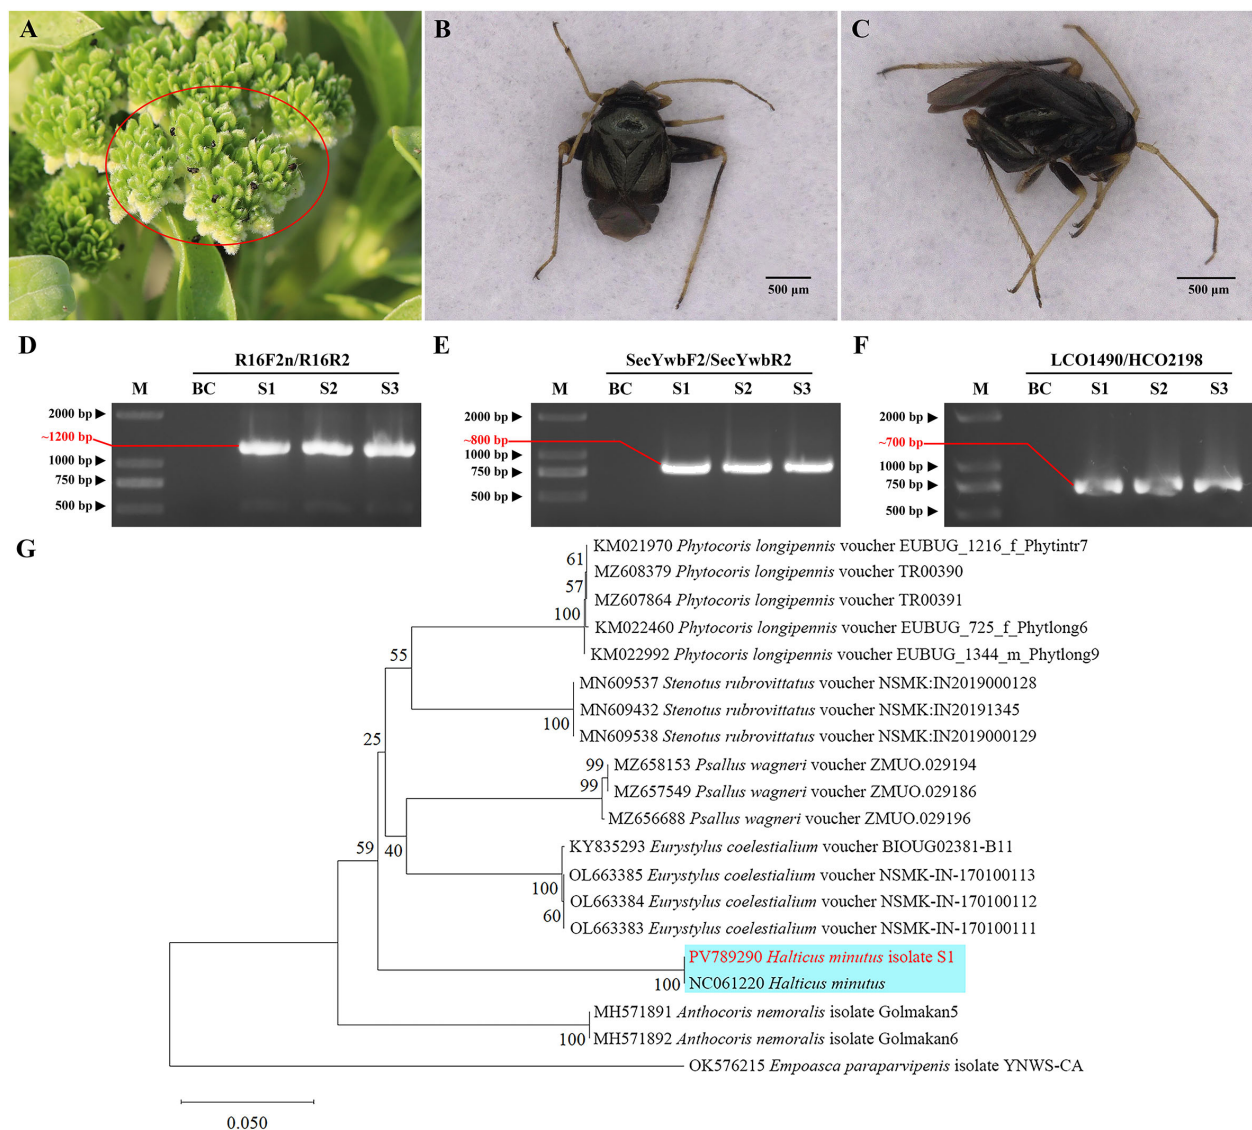 A
B
500 μm
C
500 μm
D
R16F2n/R16R2
M BC S1 S2 S3
2000 bp
~1200 bp
1000 bp
750 bp
500 bp
E
SecYwbF2/SecYwbR2
M BC S1 S2 S3
2000 bp
~800 bp
1000 bp
750 bp
500 bp
F
LCO1490/HCO2198
M BC S1 S2 S3
2000 bp
~700 bp
1000 bp
750 bp
500 bp
G
KM021970 Phytocoris longipennis voucher EUBUG_1216_f_Phytintr7
61
MZ608379 Phytocoris longipennis voucher TR00390
57
MZ607864 Phytocoris longipennis voucher TR00391
100
KM022460 Phytocoris longipennis voucher EUBUG_725_f_Phytlong6
KM022992 Phytocoris longipennis voucher EUBUG_1344_m_Phytlong9
55
MN609537 Stenotus rubrovittatus voucher NSMK:IN2019000128
MN609432 Stenotus rubrovittatus voucher NSMK:IN20191345
100
MN609538 Stenotus rubrovittatus voucher NSMK:IN2019000129
25
MZ658153 Psallus wagneri voucher ZMUO.029194
99
99
MZ657549 Psallus wagneri voucher ZMUO.029186
MZ656688 Psallus wagneri voucher ZMUO.029196
59
40
KY835293 Eurystylus coelestialium voucher BIOUG02381-B11
OL663385 Eurystylus coelestialium voucher NSMK-IN-170100113
100
OL663384 Eurystylus coelestialium voucher NSMK-IN-170100112
60
OL663383 Eurystylus coelestialium voucher NSMK-IN-170100111
PV789290 Halticus minutus isolate S1
100
NC061220 Halticus minutus
MH571891 Anthocoris nemoralis isolate Golmakan5
100
MH571892 Anthocoris nemoralis isolate Golmakan6
OK576215 Empoasca paraparvipenis isolate YNWS-CA
0.050